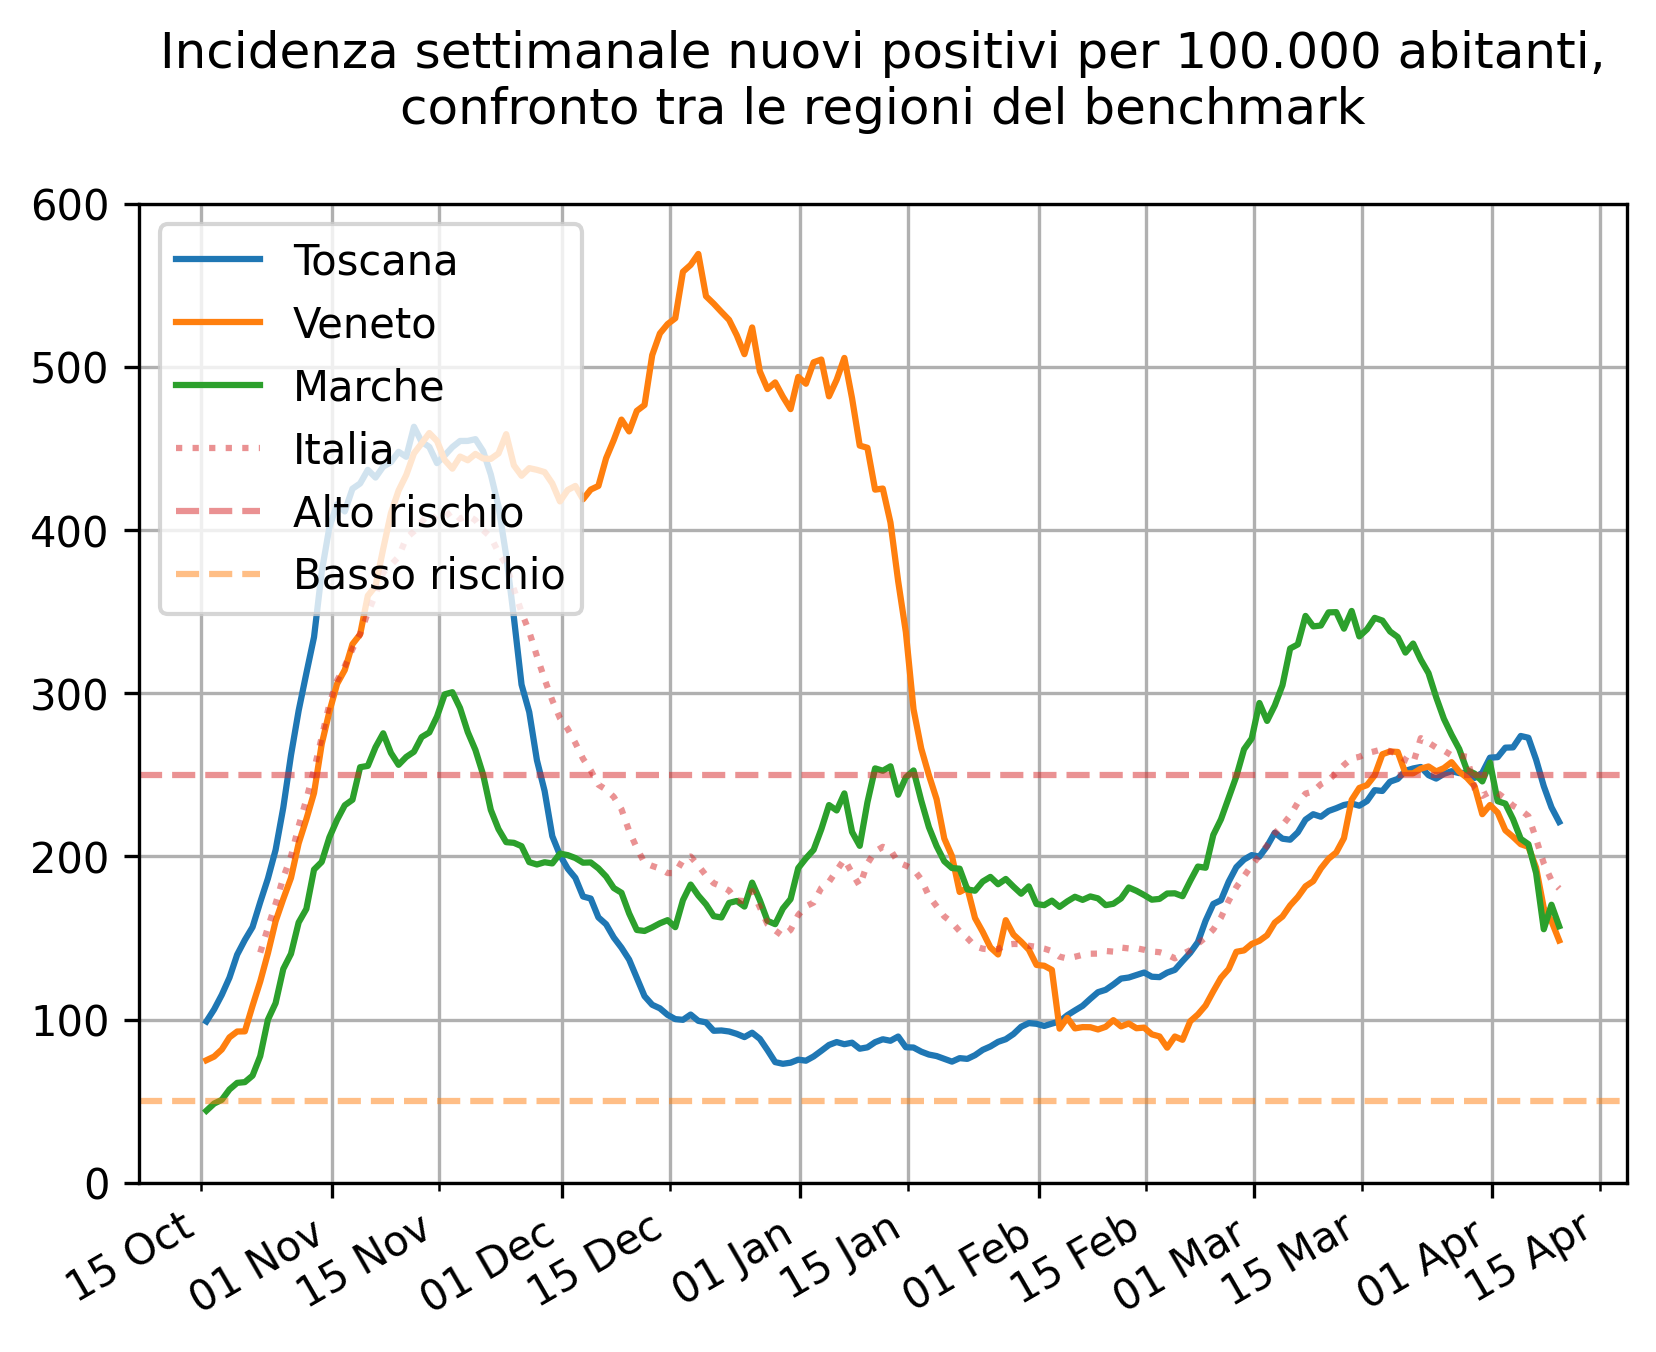 Incidenza settimanale nuovi positivi per 100.000 abitanti,
confronto tra le regioni del benchmark
600
500
400
300
200
100
0
Toscana
Veneto
Marche
Italia
Alto rischio
Basso rischio
15 Oct
01 Nov
15 Nov
01 Dec
15 Dec
01 Jan
15 Jan
01 Feb
15 Feb
01 Mar
15 Mar
01 Apr
15 Apr